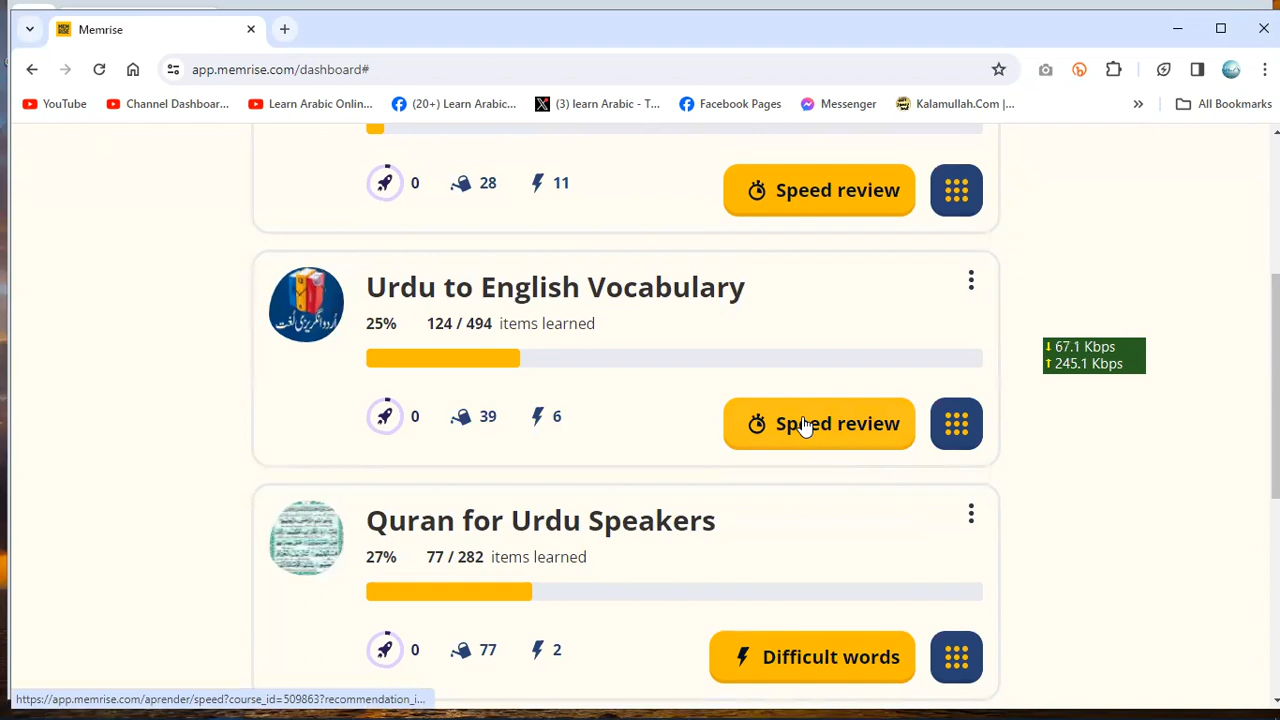 Memrise
app.memrise.com/dashboard#
YouTube Channel Dashboar... Learn Arabic Onlin... (20+) Learn Arabic... (3) learn Arabic - T... Facebook Pages Messenger Kalamullah.Com |... » All Bookmarks
0 28 11 Speed review
Urdu to English Vocabulary
25% 124 / 494 items learned
67.1 Kbps
245.1 Kbps
0 39 6 Speed review
Quran for Urdu Speakers
27% 77 / 282 items learned
0 77 2 Difficult words
https://app.memrise.com/aprender/speed?course_id=509863?recommendation_i...